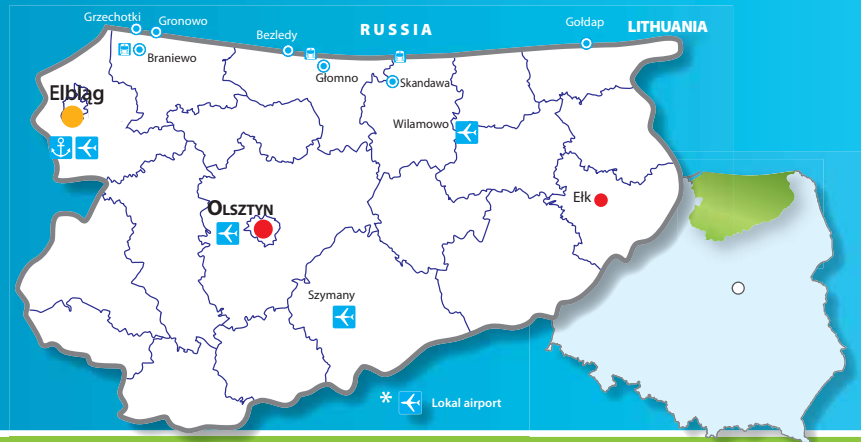 Grzechotki
Gronowo
Bezledy
RUSSIA
Gołdap
LITHUANIA
Braniewo
Głomno
Skandawa
Elbląg
Wilamowo
Ełk
OLSZTYN
Szymany
* Lokal airport